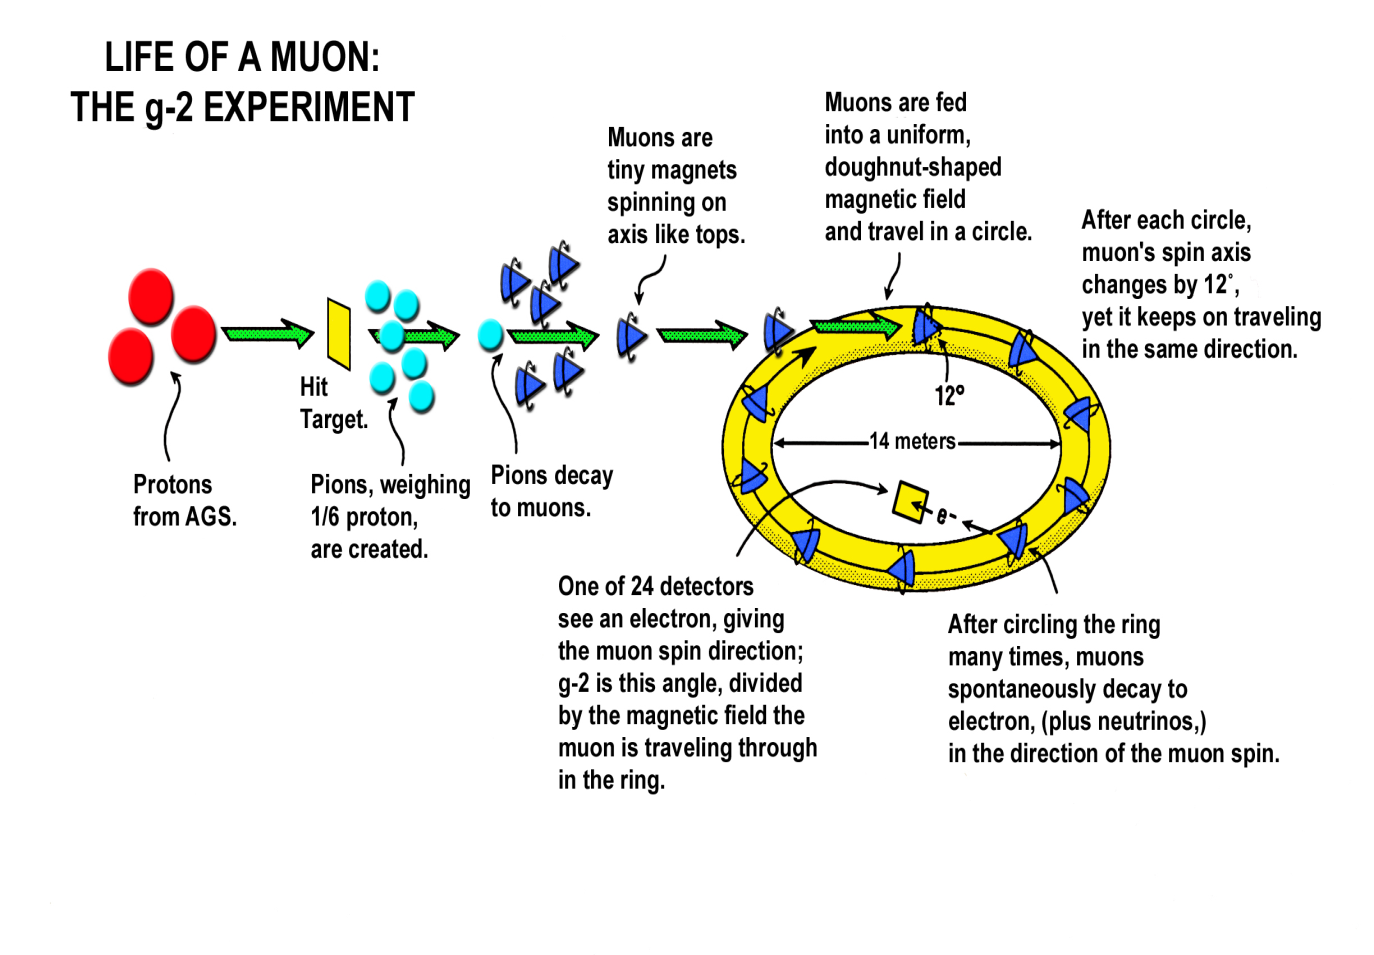 LIFE OF A MUON:
THE g-2 EXPERIMENT
Protons
from AGS.
Hit
Target.
Pions, weighing
1/6 proton,
are created.
Pions decay
to muons.
Muons are
tiny magnets
spinning on
axis like tops.
Muons are fed
into a uniform,
doughnut-shaped
magnetic field
and travel in a circle.
After each circle,
muon's spin axis
changes by 12°,
yet it keeps on traveling
in the same direction.
12º
14 meters
e-
One of 24 detectors
see an electron, giving
the muon spin direction;
g-2 is this angle, divided
by the magnetic field the
muon is traveling through
in the ring.
After circling the ring
many times, muons
spontaneously decay to
electron, (plus neutrinos,)
in the direction of the muon spin.